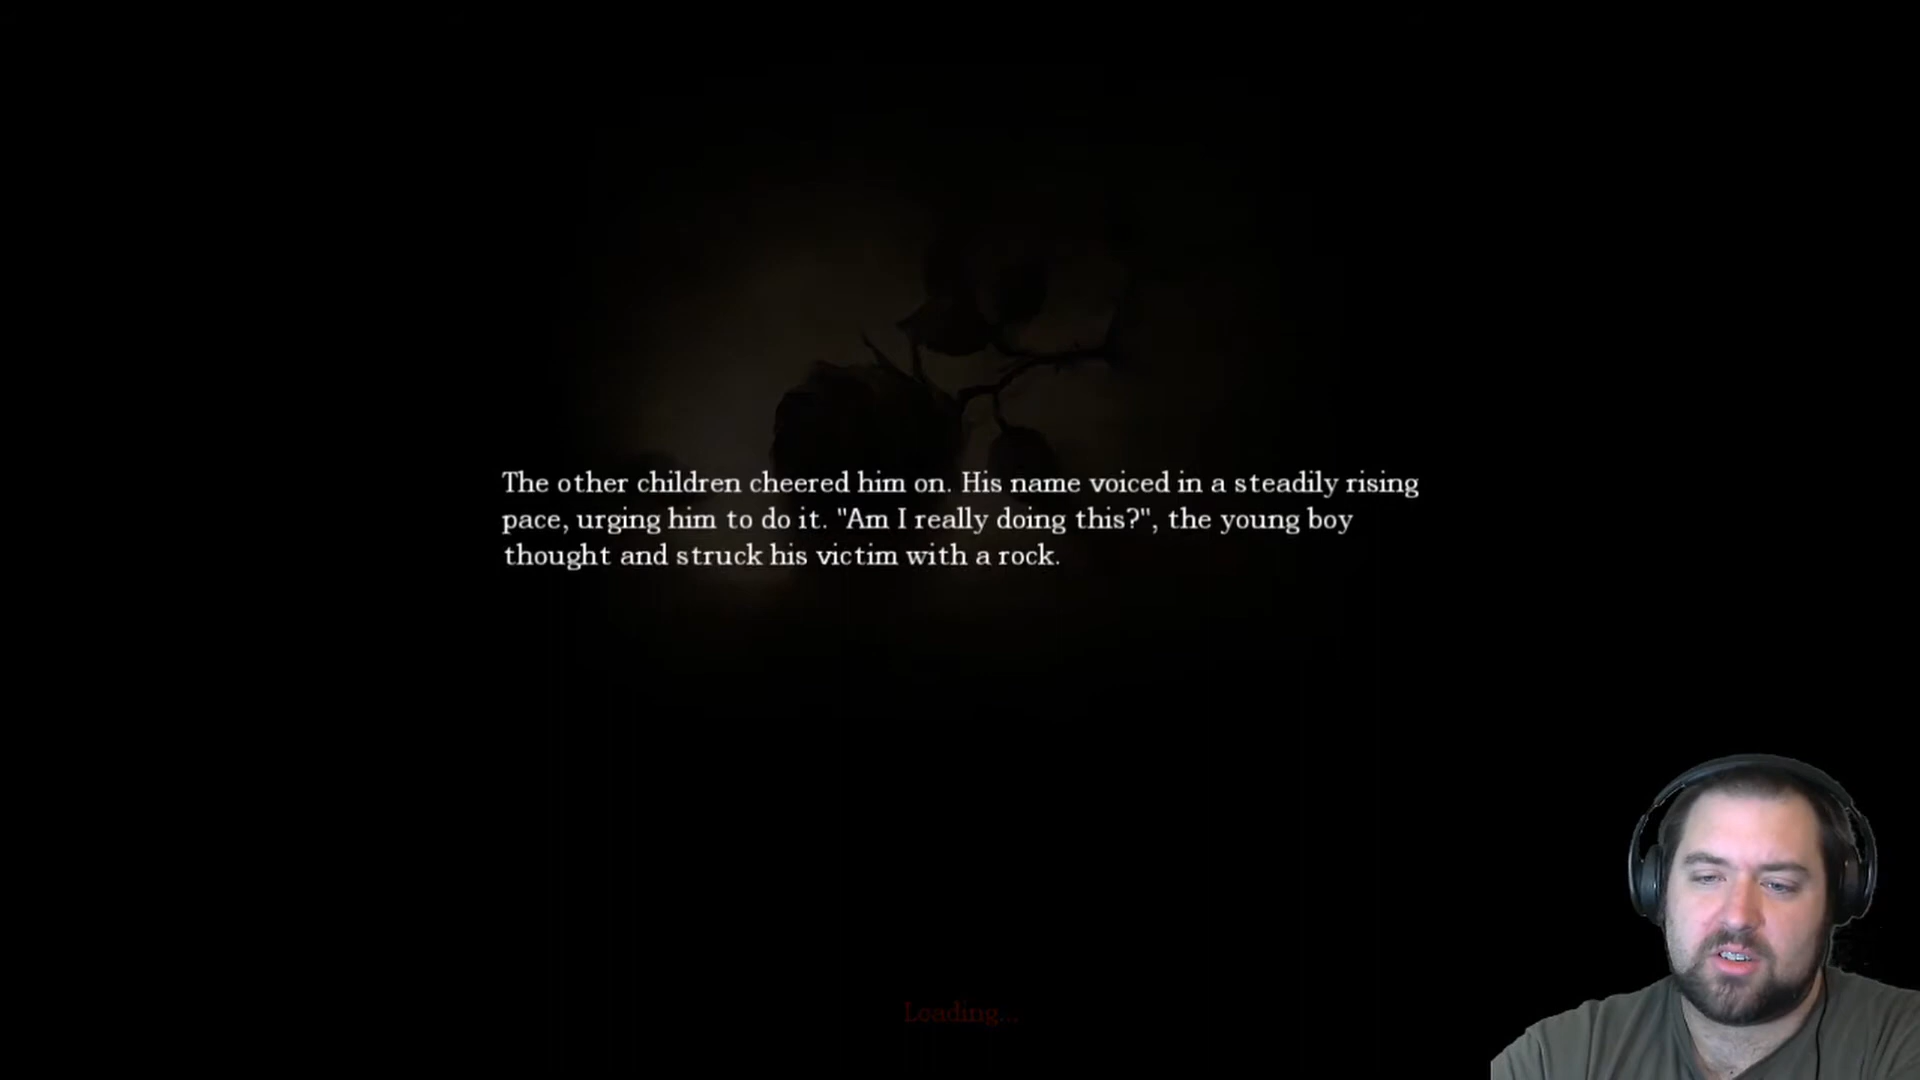 The other children cheered him on. His name voiced in a steadily rising
pace, urging him to do it. "Am I really doing this?", the young boy
thought and struck his victim with a rock.
Loading...